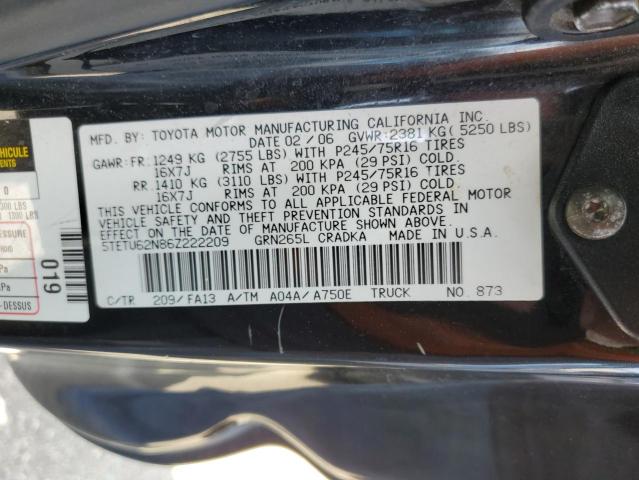 MFD. BY: TOYOTA MOTOR MANUFACTURING CALIFORNIA INC.
DATE 02 / 06 GVWR:2381 KG( 5250 LBS)
GAWR:FR.1249 KG (2755 LBS) WITH P245/75R16 TIRES
16X7J RIMS AT 200 KPA (29 PSI) COLD.
RR.1410 KG (3110 LBS) WITH P245/75R16 TIRES
16X7J RIMS AT 200 KPA (29 PSI) COLD.
THIS VEHICLE CONFORMS TO ALL APPLICABLE FEDERAL MOTOR
VEHICLE SAFETY AND THEFT PREVENTION STANDARDS IN
EFFECT ON THE DATE OF MANUFACTURE SHOWN ABOVE.
5TETU62N86Z222209 GRN265L CRADKA MADE IN U.S.A.
C/TR 209/FA13 A/TM A04A/A750E TRUCK NO 873
VEHICULE
0
PRESSURE
019
-DESSUS